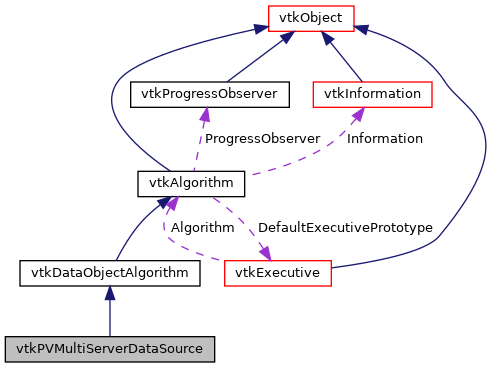 vtkObject
vtkProgressObserver
vtkInformation
ProgressObserver
Information
vtkAlgorithm
Algorithm
DefaultExecutivePrototype
vtkDataObjectAlgorithm
vtkExecutive
vtkPVMultiServerDataSource